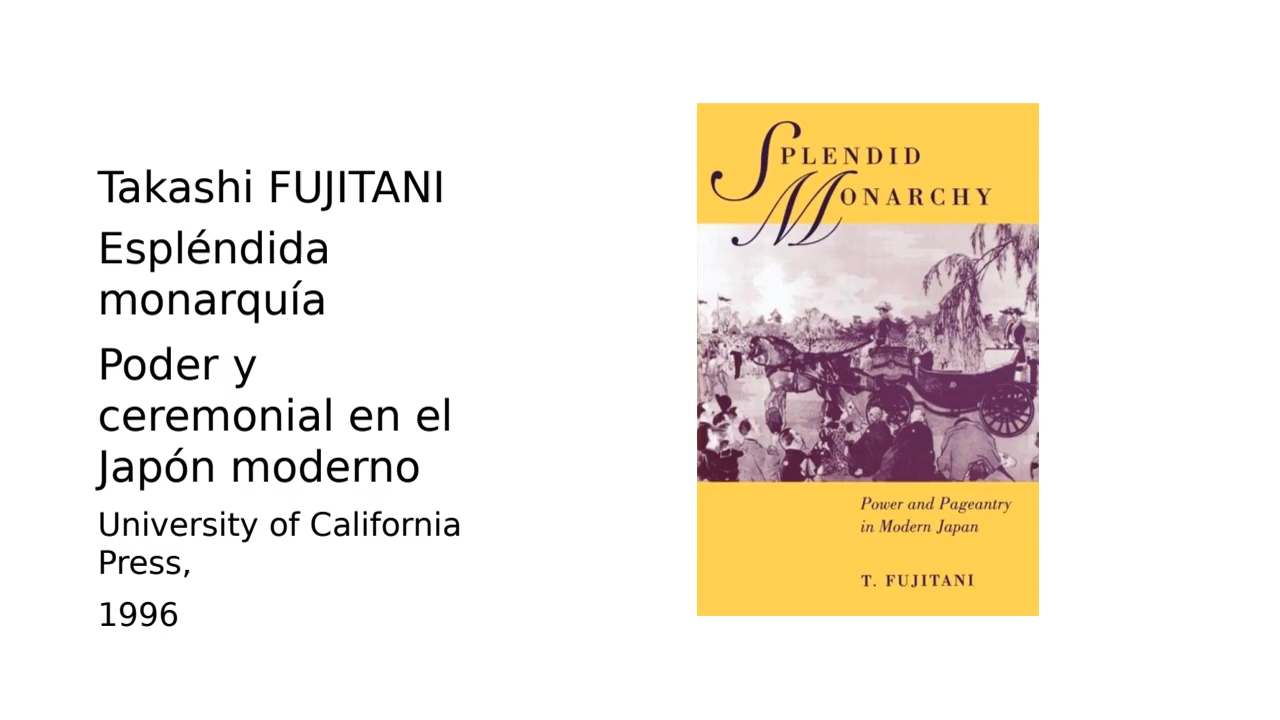 Takashi FUJITANI
Espléndida
monarquía
Poder y
ceremonial en el
Japón moderno
University of California
Press,
1996
SPLENDID
MONARCHY
Power and Pageantry
in Modern Japan
T. FUJITANI